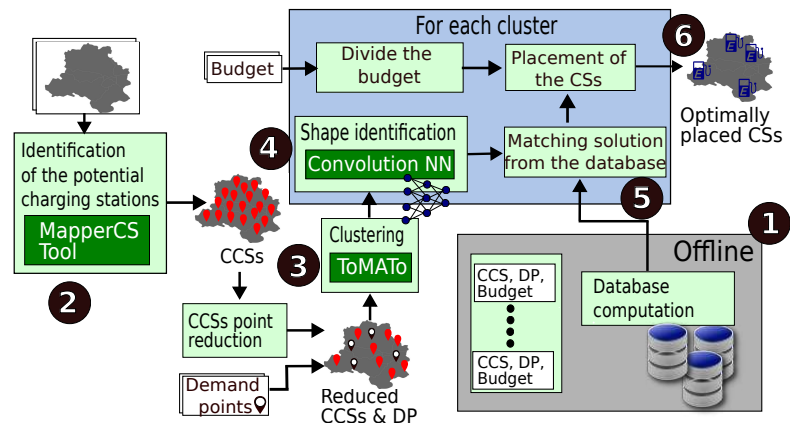 For each cluster
6
Budget
Divide the
budget
Placement of
the CSs
Optimally
placed CSs
4
Shape identification
Convolution NN
Matching solution
from the database
5
Identification
of the potential
charging stations
MapperCS
Tool
2
CCSs
3
Clustering
ToMATo
1
Offline
CCS, DP,
Budget
CCS, DP,
Budget
Database
computation
CCSs point
reduction
Demand
points
Reduced
CCSs & DP